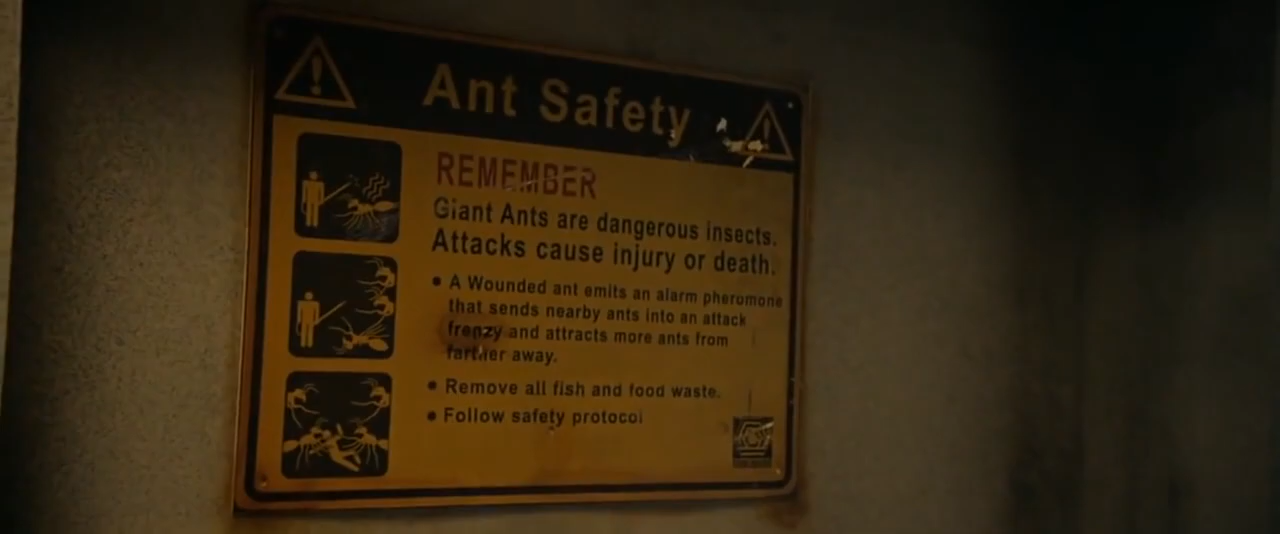 Ant Safety
REMEMBER
Giant Ants are dangerous insects.
Attacks cause injury or death.
• A Wounded ant emits an alarm pheromone
that sends nearby ants into an attack
frenzy and attracts more ants from
farther away.
• Remove all fish and food waste.
• Follow safety protocol